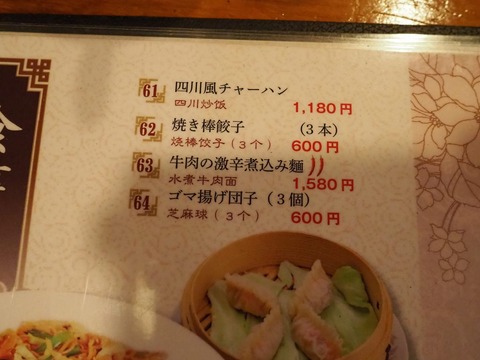 61 四川風チャーハン
四川炒饭 1,180円
62 焼き棒餃子 (3本)
烧棒饺子(3个) 600円
63 牛肉の激辛煮込み麺
水煮牛肉面 1,580円
64 ゴマ揚げ団子(3個)
芝麻球(3个) 600円